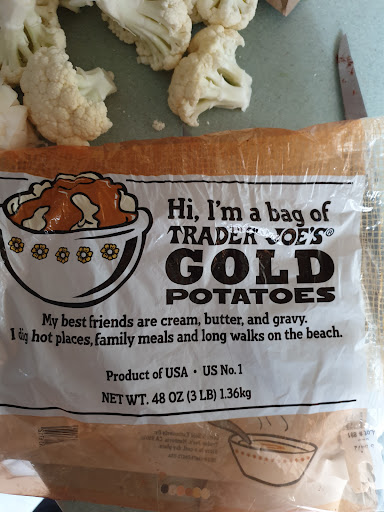 Hi, I'm a bag of
TRADER JOE'S®
GOLD
POTATOES
My best friends are cream, butter, and gravy.
I dig hot places, family meals and long walks on the beach.
Product of USA • US No. 1
NET WT. 48 OZ (3 LB) 1.36kg